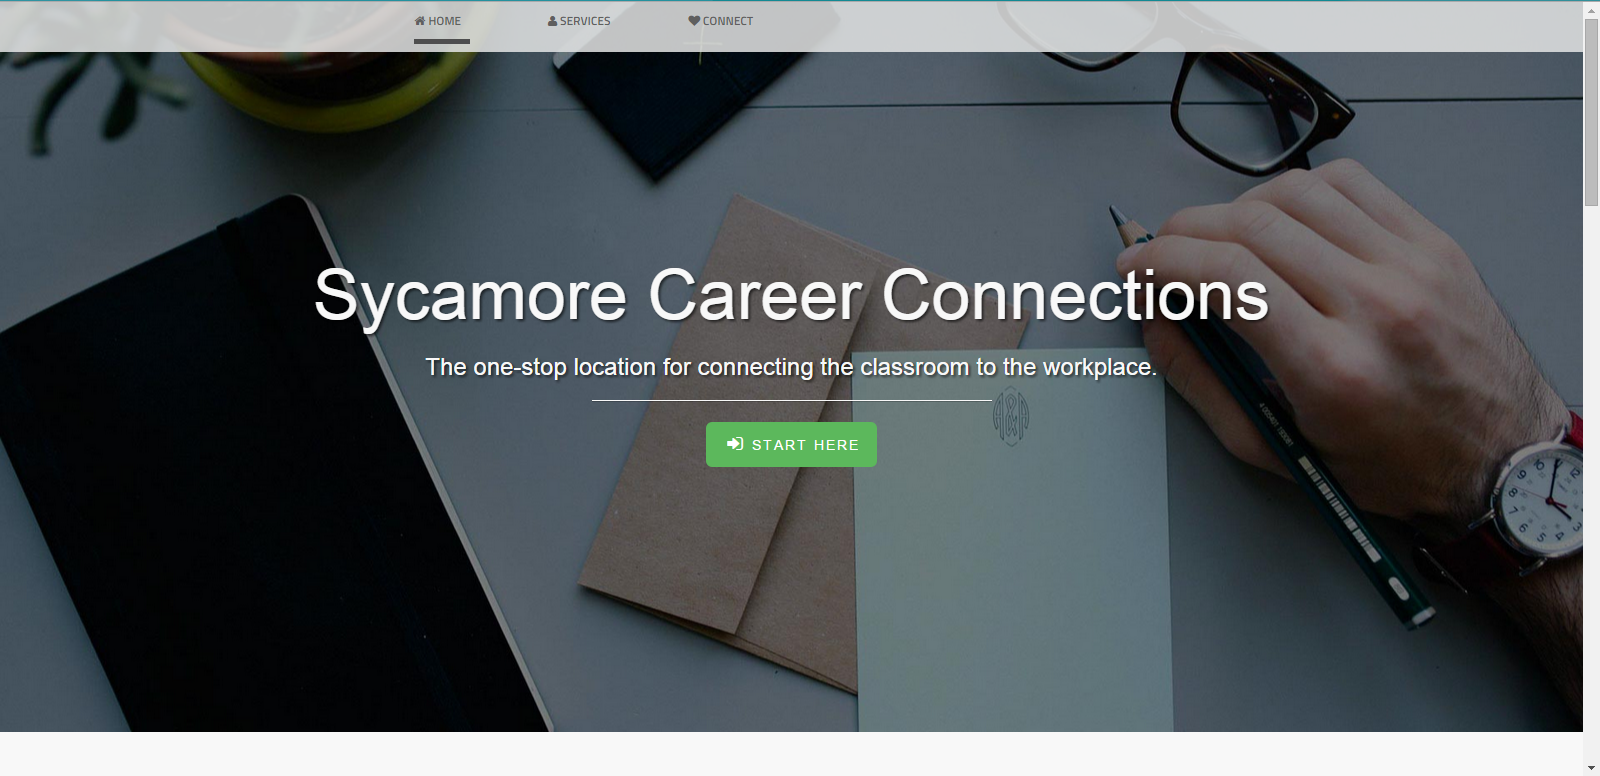 HOME SERVICES CONNECT
Sycamore Career Connections
The one-stop location for connecting the classroom to the workplace.
START HERE